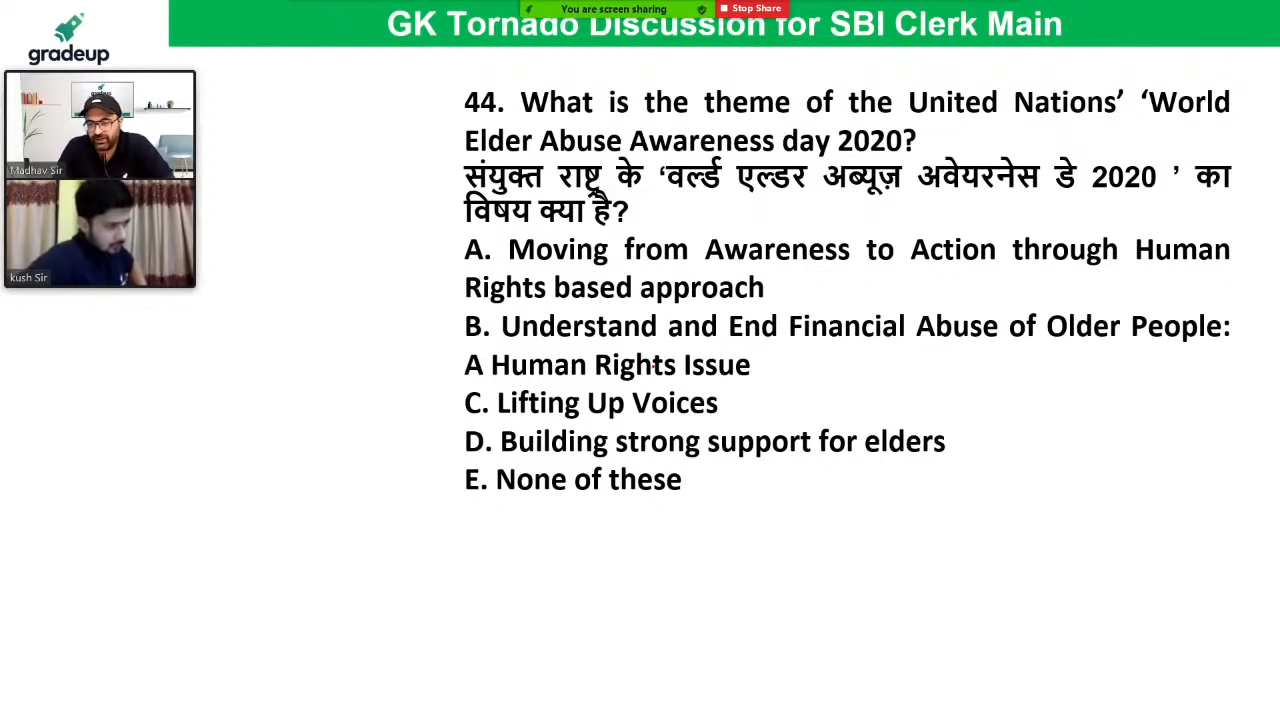 You are screen sharing
Stop Share
GK Tornado Discussion for SBI Clerk Main
gradeup
Madhav Sir
kush Sir
44. What is the theme of the United Nations’ ‘World
Elder Abuse Awareness day 2020?
संयुक्त राष्ट्र के ‘वर्ल्ड एल्डर अब्यूज़ अवेयरनेस डे 2020 ’ का
विषय क्या है?
A. Moving from Awareness to Action through Human
Rights based approach
B. Understand and End Financial Abuse of Older People:
A Human Rights Issue
C. Lifting Up Voices
D. Building strong support for elders
E. None of these